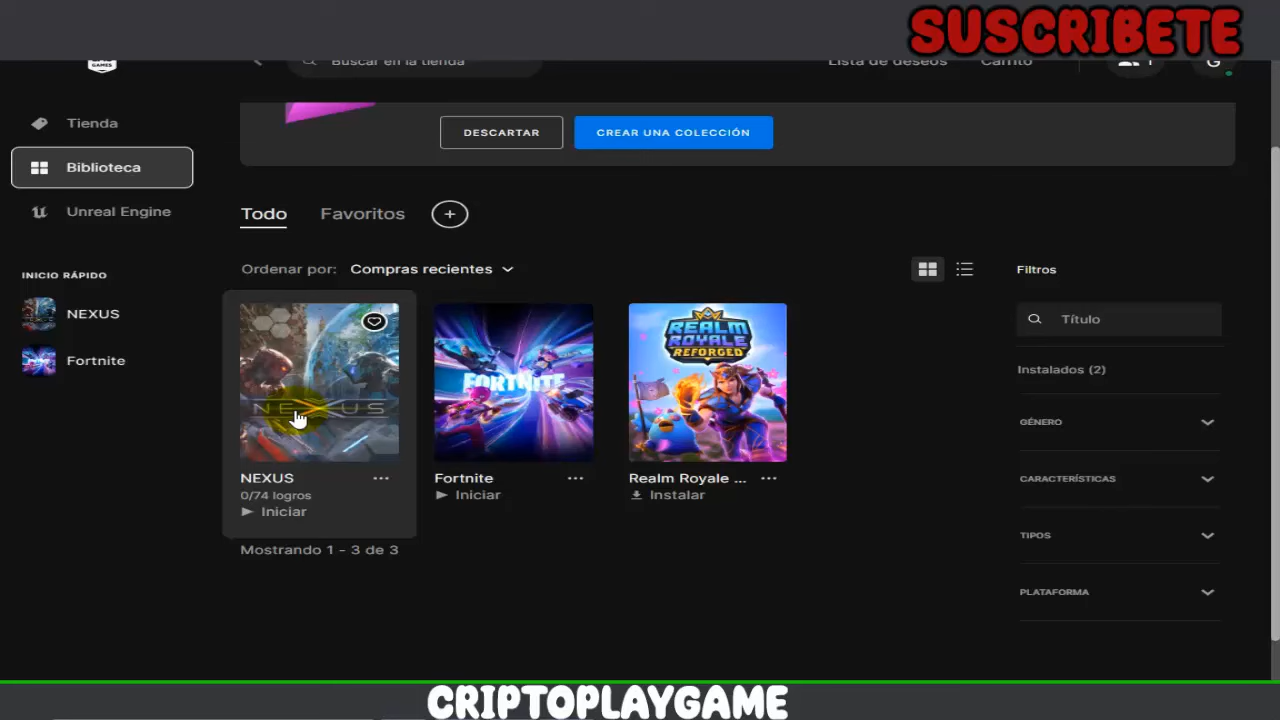 SUSCRIBETE
GAMES
Buscar en la tienda
Lista de deseos
Carrito
1
G
Tienda
DESCARTAR
CREAR UNA COLECCIÓN
Biblioteca
Unreal Engine
Todo
Favoritos
+
Ordenar por: Compras recientes
Filtros
INICIO RÁPIDO
NEXUS
Fortnite
Título
Instalados (2)
GÉNERO
CARACTERÍSTICAS
TIPOS
PLATAFORMA
NEXUS
FORTNITE
REALM
ROYALE
REFORGED
NEXUS
0/74 logros
Iniciar
Fortnite
Iniciar
Realm Royale ...
Instalar
Mostrando 1 - 3 de 3
CRIPTOPLAYGAME